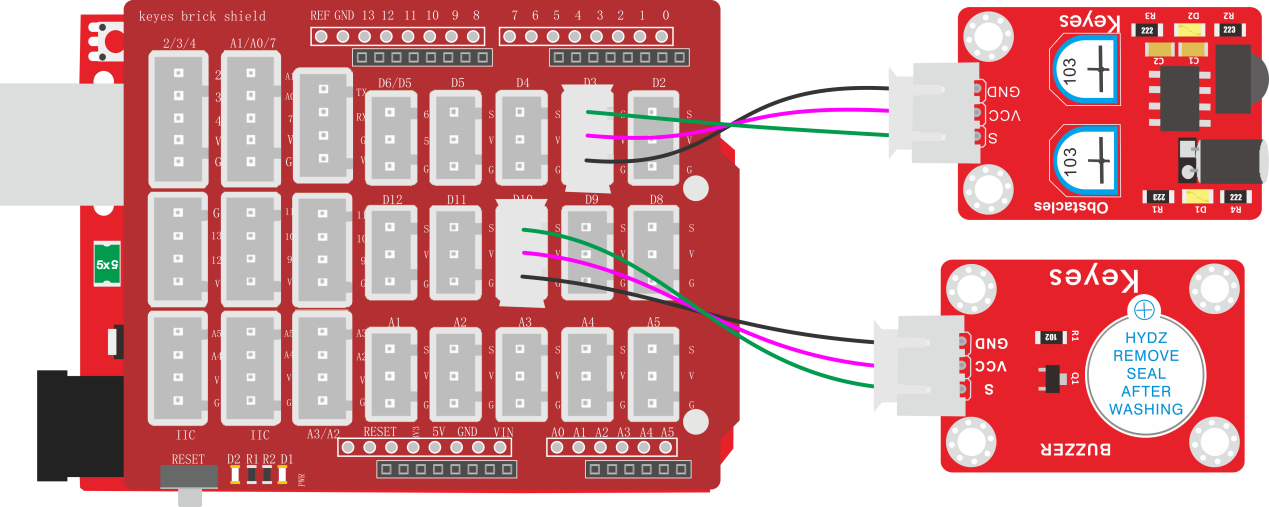 keyes brick shield
REF GND 13 12 11 10 9 8
7 6 5 4 3 2 1 0
2/3/4
A1/A0/7
D6/D5
D5
D4
D3
D2
2
3
4
V
G
A1
A0
7
V
G
TX
RX
G
V
6
5
V
G
S
V
G
S
V
G
S
V
G
D12
D11
D10
D9
D8
G
13
12
V
11
10
9
V
11
10
9
G
S
V
G
S
V
G
S
V
G
S
V
G
A1
A2
A3
A4
A5
A5
A4
V
G
A5
A4
V
G
A3
A2
V
G
S
V
G
S
V
G
S
V
G
S
V
G
IIC
IIC
A3/A2
RESET 3V3 5V GND VIN
A0 A1 A2 A3 A4 A5
RESET
D2 R1 R2 D1
PWR
5x5
Keyes
R3
D2
R2
222
223
C2
C1
103
103
GND
VCC
S
Obstacles
R1
D1
R4
223
222
Keyes
GND
VCC
S
R1
102
Q1
HYDZ
REMOVE
SEAL
AFTER
WASHING
BUZZER